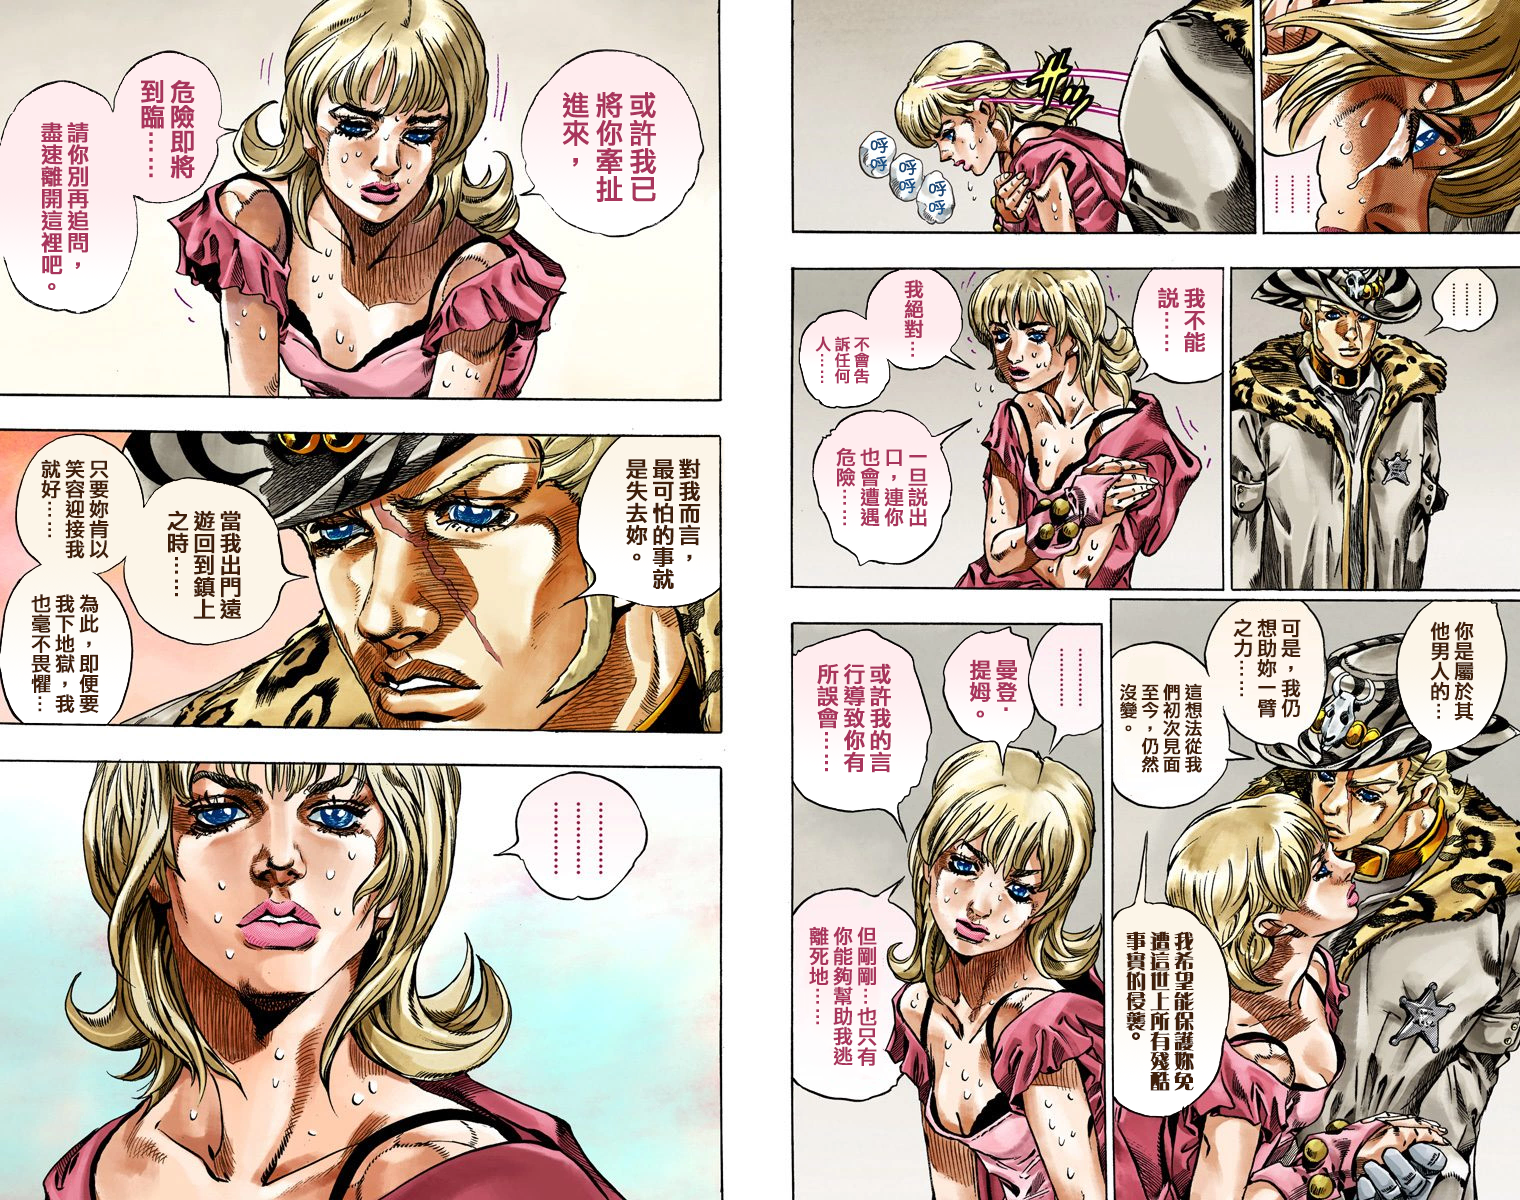 …………
サッ
呼
呼
呼
呼
呼
呼
…………
我不能
說……
我絕對…
不會告
訴任何
人……
一旦説出
口，連你
也會遭遇
危險……
你是屬於其
他男人的…
可是，我仍
想助妳一臂
之力……
這想法從我
們初次見面
至今，仍然
沒變。
我希望能保護妳免
遭這世上所有殘酷
事實的侵襲。
…………
曼登．
提姆。
或許我的言
行導致你有
所誤會……
但剛剛…也只有
你能夠幫助我逃
離死地……
或許我已
將你牽扯
進來，
危險即將
到臨……
請你別再追問，
盡速離開這裡吧。
對我而言，
最可怕的事就
是失去妳。
當我出門遠
遊回到鎮上
之時……
只要妳肯以
笑容迎接我
就好……
為此，即便要
我下地獄，我
也毫不畏懼…
…………
…………